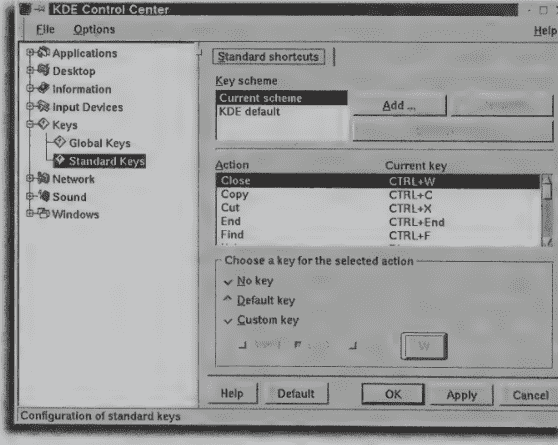 KDE Control Center
File Options Help
Applications
Desktop
Information
Input Devices
Keys
Global Keys
Standard Keys
Network
Sound
Windows
Standard shortcuts
Key scheme
Current scheme
KDE default
Add ...
Action Current key
Close CTRL+W
Copy CTRL+C
Cut CTRL+X
End CTRL+End
Find CTRL+F
Choose a key for the selected action
No key
Default key
Custom key
W
Help Default OK Apply Cancel
Configuration of standard keys